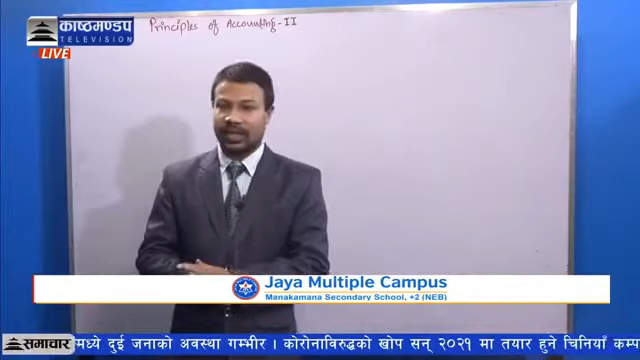 काष्ठमण्डप
TELEVISION
LIVE
Principles of Accounting-II
Jaya Multiple Campus
Manakamana Secondary School, +2 (NEB)
समाचार
मध्ये दुई जनाको अवस्था गम्भीर । कोरोनाविरुद्धको खोप सन् २०२१ मा तयार हुने चिनियाँ कम्प